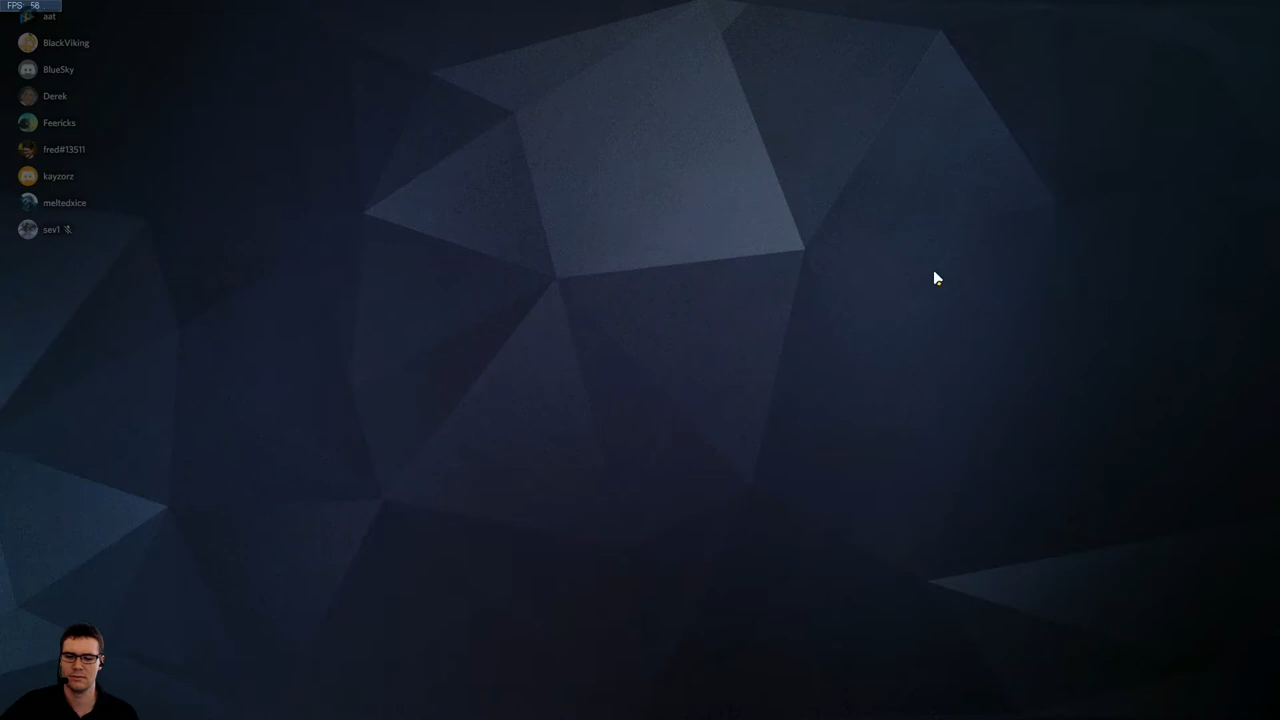 FPS 58
aat
BlackViking
BlueSky
Derek
Feericks
fred#13511
kayzorz
meltedxice
sev1